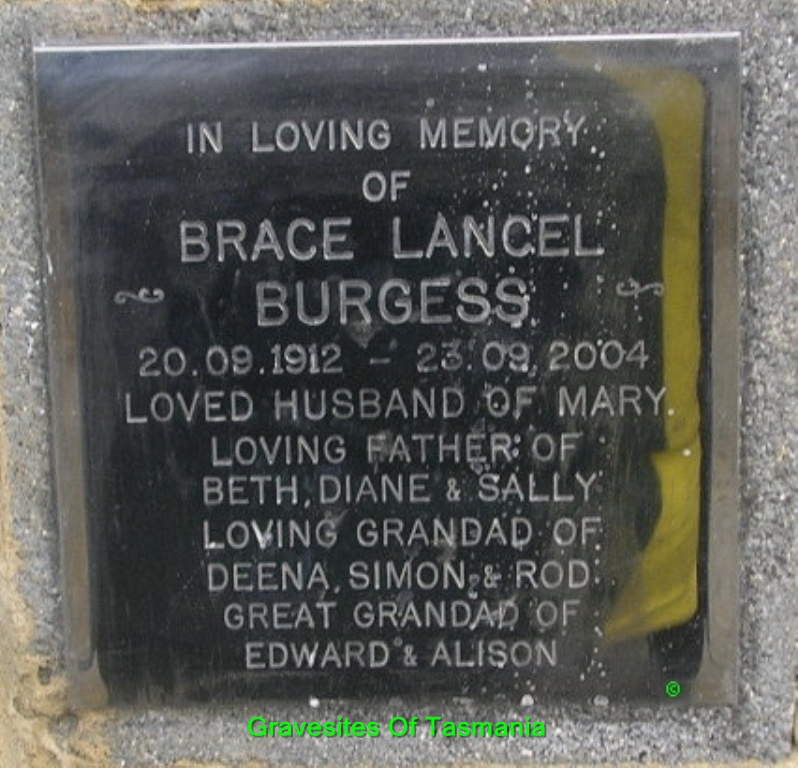 IN LOVING MEMORY
OF
BRACE LANCEL
BURGESS
20.09.1912 - 23.09.2004
LOVED HUSBAND OF MARY.
LOVING FATHER OF
BETH, DIANE & SALLY
LOVING GRANDAD OF
DEENA, SIMON, & ROD
GREAT GRANDAD OF
EDWARD & ALISON
©
Gravesites Of Tasmania